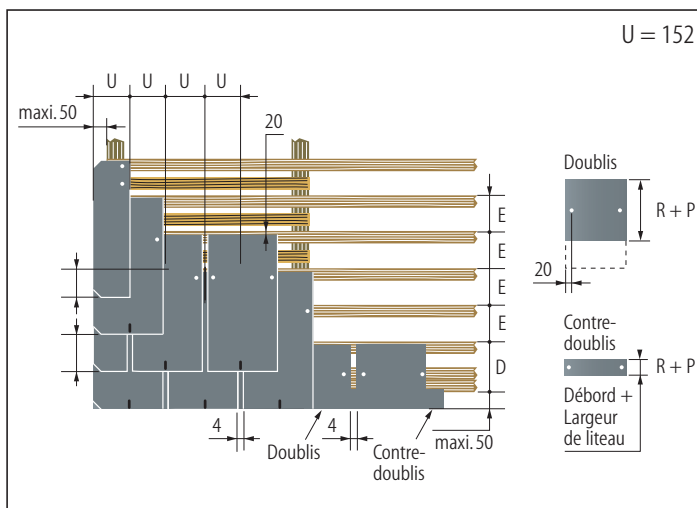 U = 152
U U U U
maxi. 50
20
E
E
E
E
D
4
Doublis
4
Contre-
doublis
maxi. 50
Doublis
R + P
20
Contre-
doublis
R + P
Débord +
Largeur
de liteau